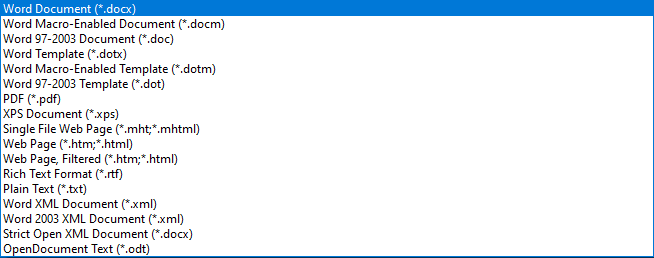 Word Document (*.docx)
Word Macro-Enabled Document (*.docm)
Word 97-2003 Document (*.doc)
Word Template (*.dotx)
Word Macro-Enabled Template (*.dotm)
Word 97-2003 Template (*.dot)
PDF (*.pdf)
XPS Document (*.xps)
Single File Web Page (*.mht;*.mhtml)
Web Page (*.htm;*.html)
Web Page, Filtered (*.htm;*.html)
Rich Text Format (*.rtf)
Plain Text (*.txt)
Word XML Document (*.xml)
Word 2003 XML Document (*.xml)
Strict Open XML Document (*.docx)
OpenDocument Text (*.odt)